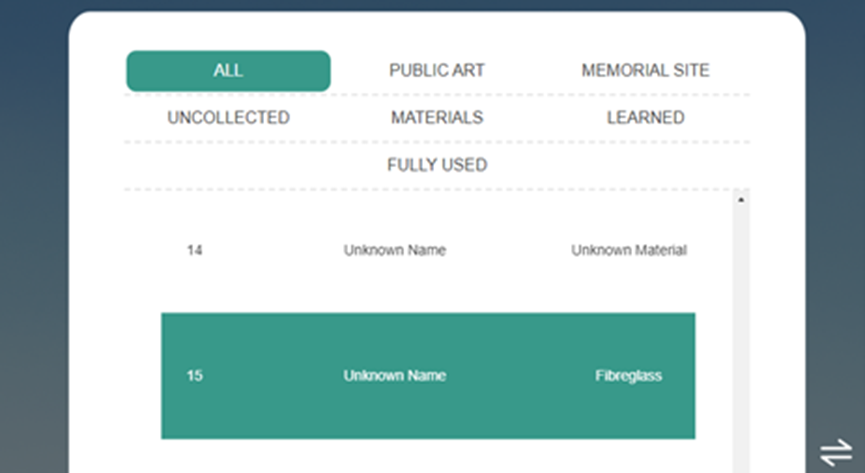 ALL PUBLIC ART MEMORIAL SITE
UNCOLLECTED MATERIALS LEARNED
FULLY USED
14 Unknown Name Unknown Material
15 Unknown Name Fibreglass